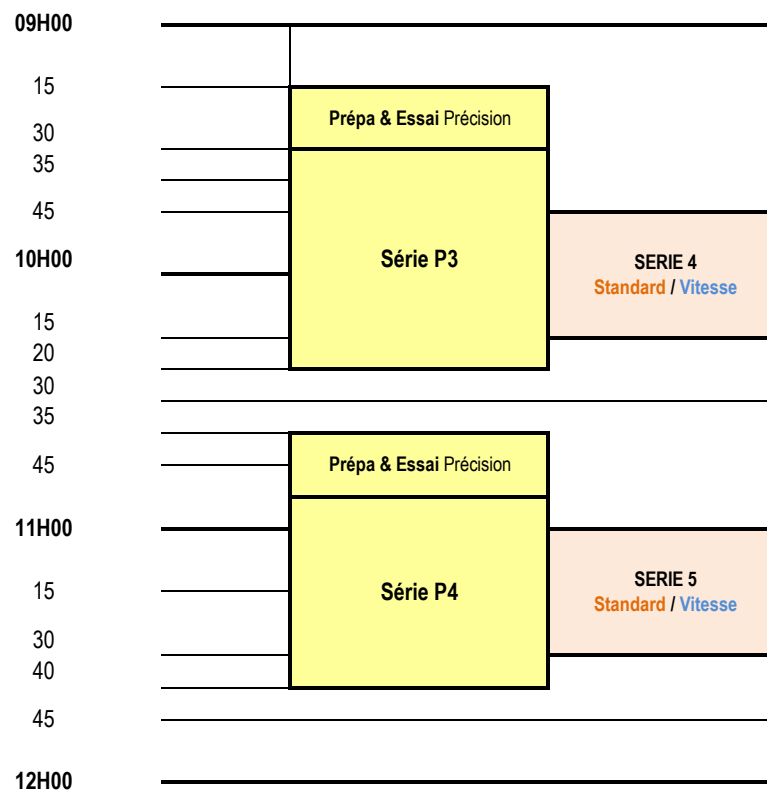 09H00
15
Prépa & Essai Précision
30
35
45
10H00
Série P3
SERIE 4
Standard / Vitesse
15
20
30
35
45
Prépa & Essai Précision
11H00
15
Série P4
SERIE 5
Standard / Vitesse
30
40
45
12H00